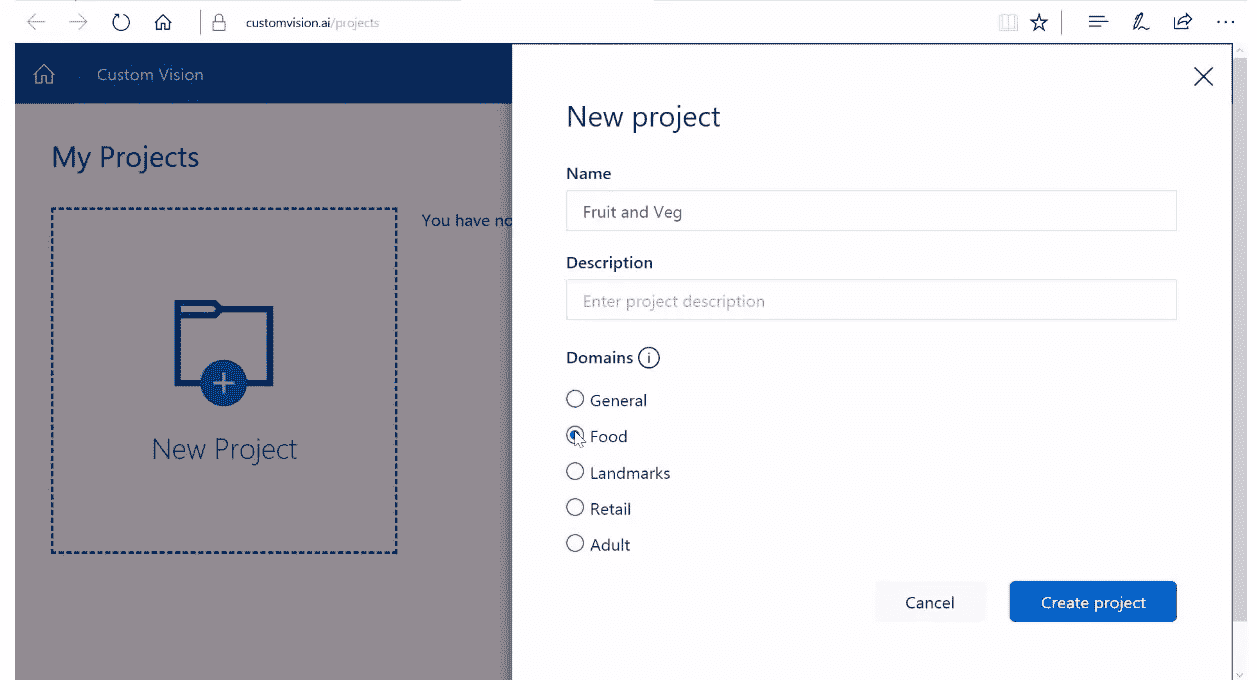 customvision.ai/projects
Custom Vision
My Projects
You have no
New Project
New project
Name
Fruit and Veg
Description
Enter project description
Domains
General
Food
Landmarks
Retail
Adult
Cancel
Create project